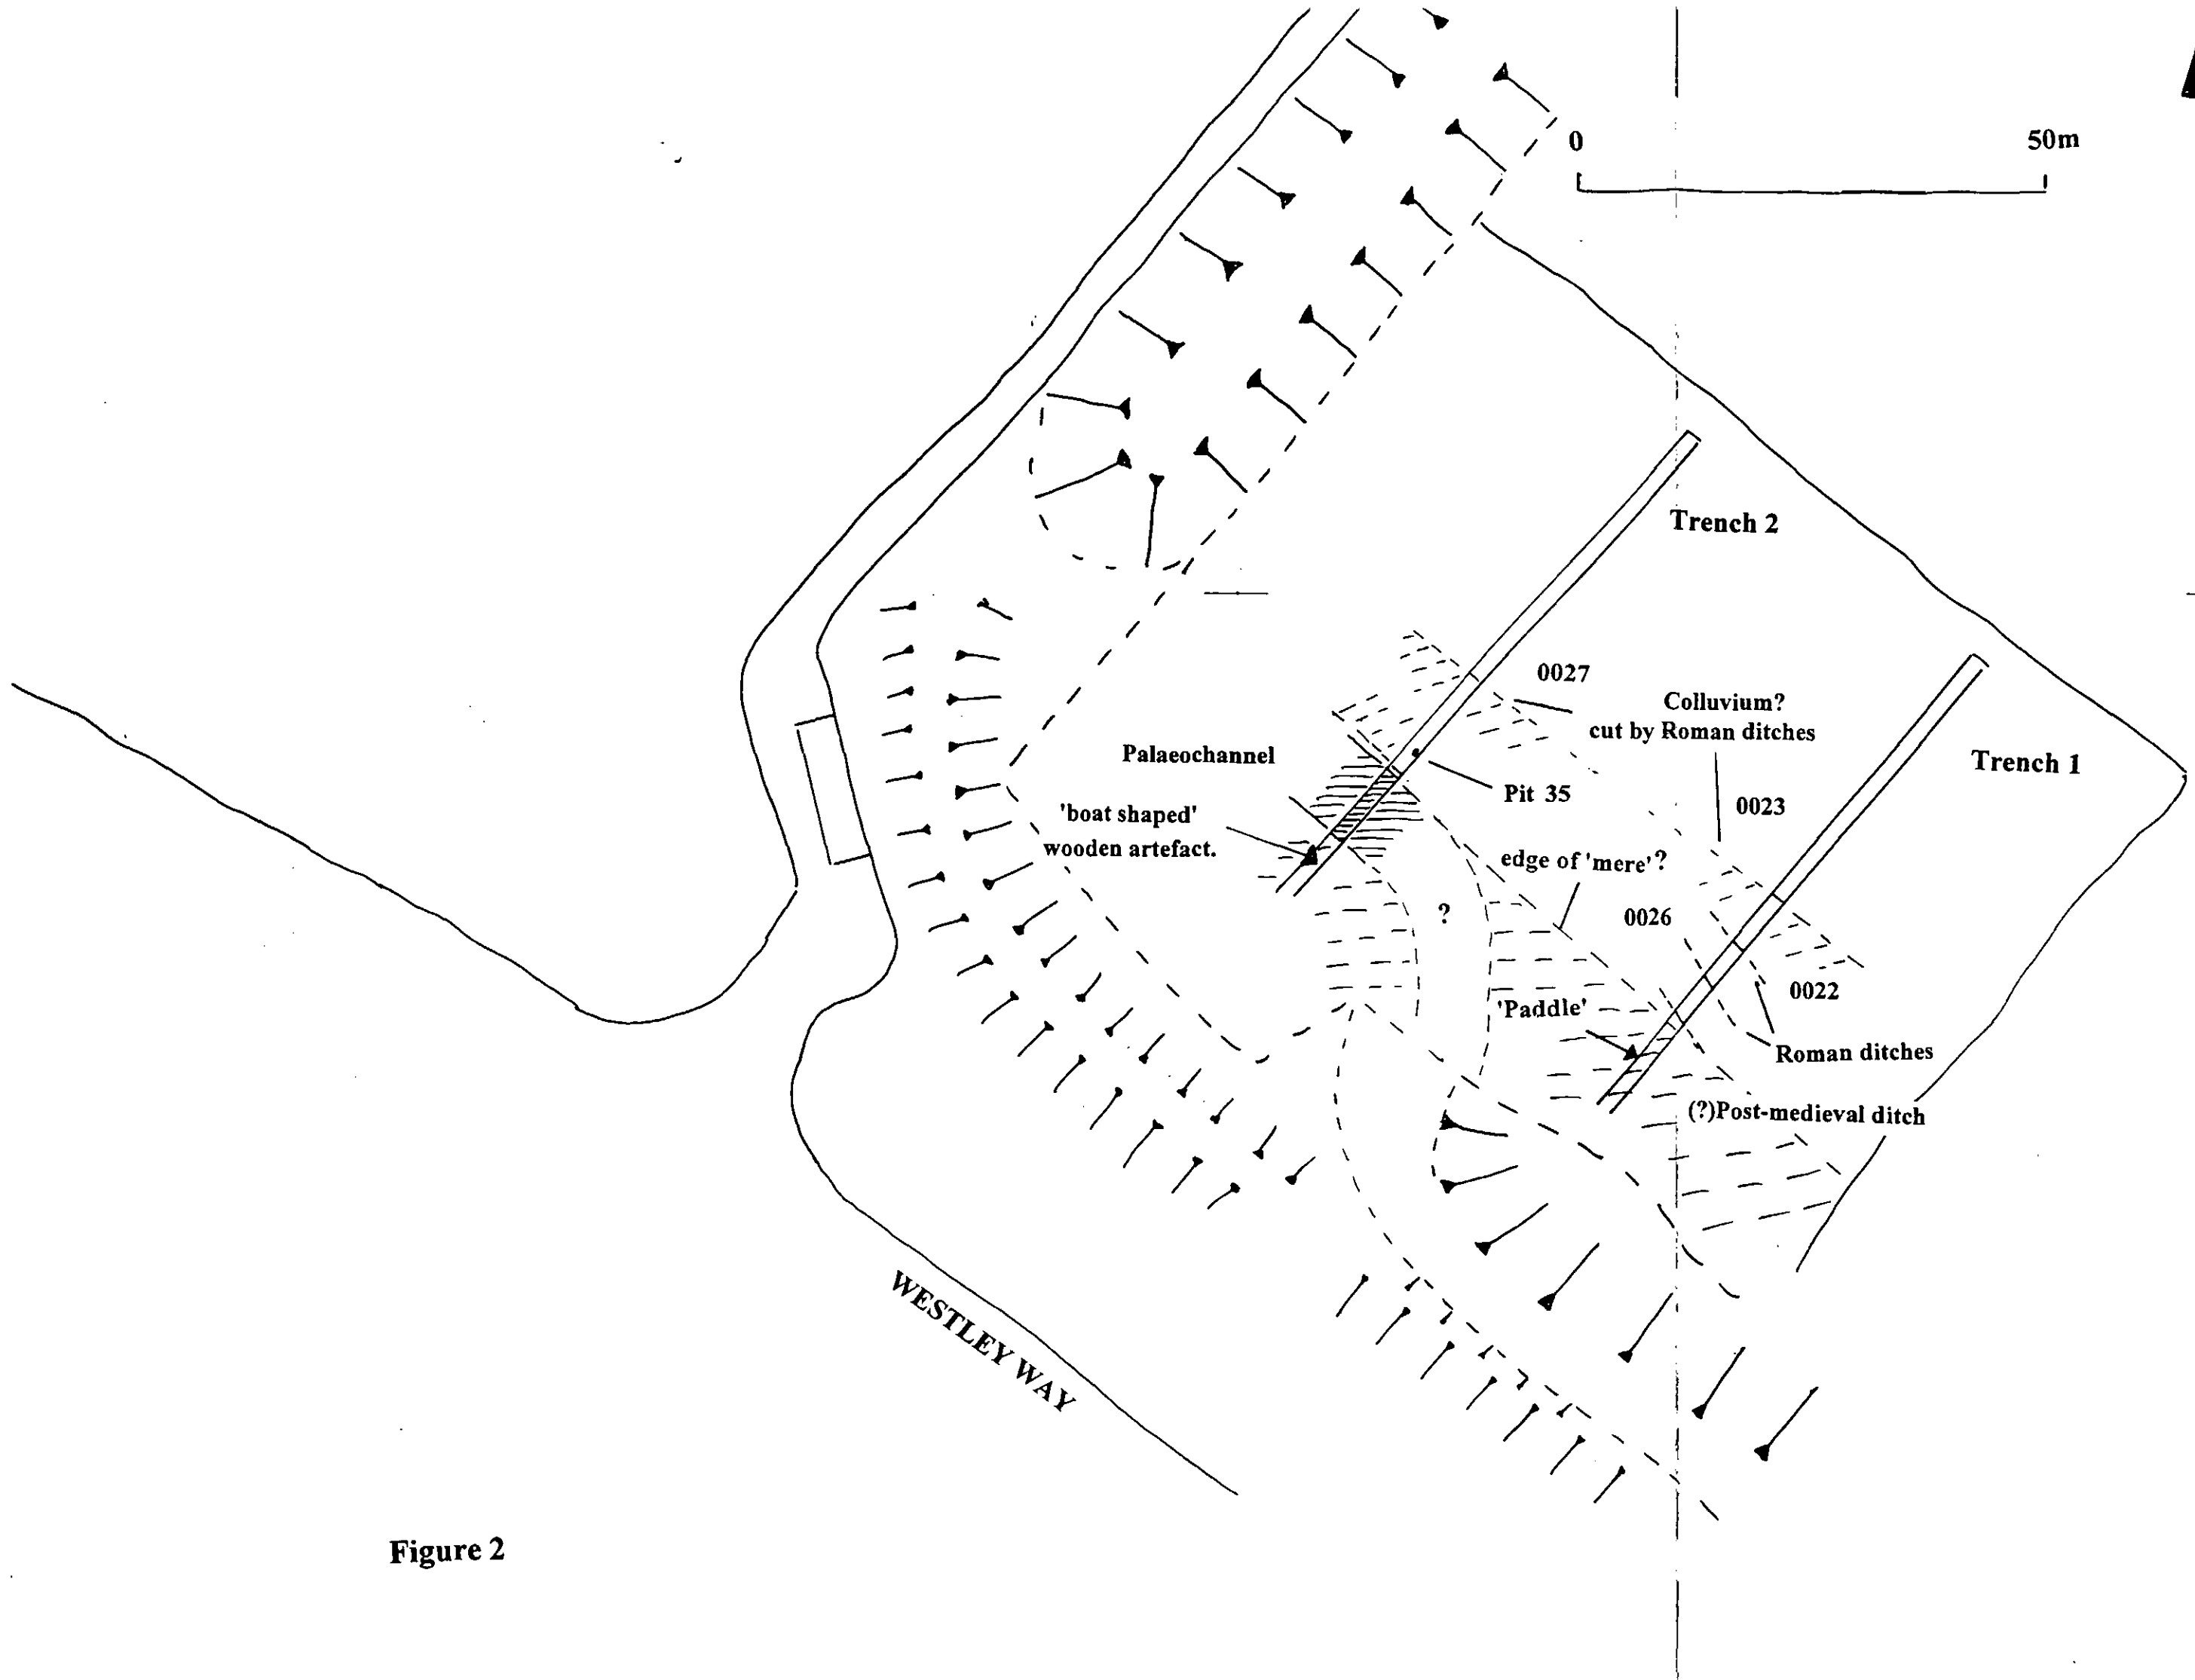 0
50m
Trench 2
0027
Colluvium?
cut by Roman ditches
Palaeochannel
Trench 1
Pit 35
0023
'boat shaped'
wooden artefact.
edge of 'mere'?
?
0026
0022
'Paddle'
Roman ditches
(?)Post-medieval ditch
WESTLEY WAY
Figure 2